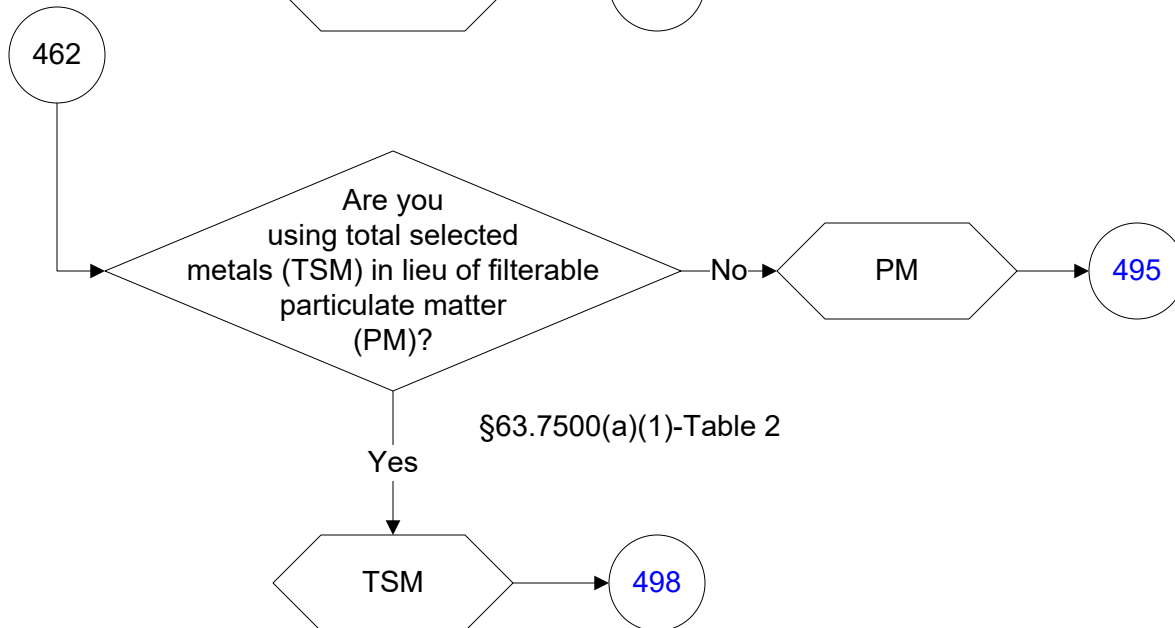 462
Are you
using total selected
metals (TSM) in lieu of filterable
particulate matter
(PM)?
No
PM
495
§63.7500(a)(1)-Table 2
Yes
TSM
498